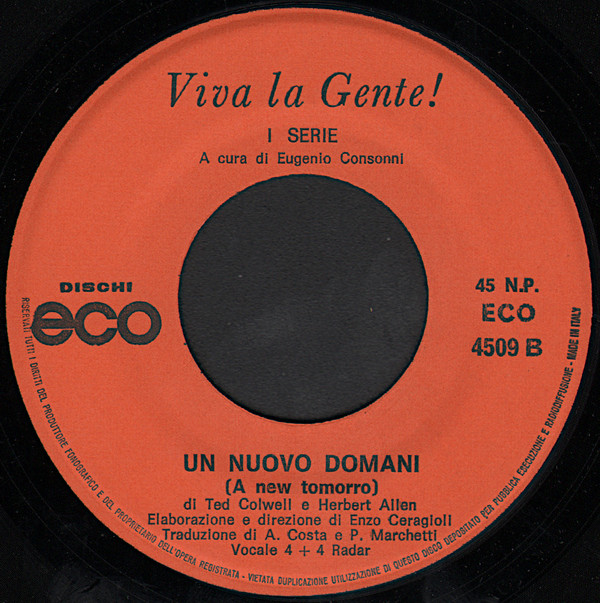 Viva la Gente!
I SERIE
A cura di Eugenio Consonni
DISCHI
eco
45 N.P.
ECO
4509 B
UN NUOVO DOMANI
(A new tomorro)
di Ted Colwell e Herbert Allen
Elaborazione e direzione di Enzo Ceragioli
Traduzione di A. Costa e P. Marchetti
Vocale 4 + 4 Radar
RISERVATI TUTTI I DIRITTI DEL PRODUTTORE FONOGRAFICO E DEL PROPRIETARIO DELL'OPERA REGISTRATA - VIETATA DUPLICAZIONE UTILIZZAZIONE DI QUESTO DISCO DEPOSITATO PER PUBBLICA ESECUZIONE E RADIODIFFUSIONE - MADE IN ITALY